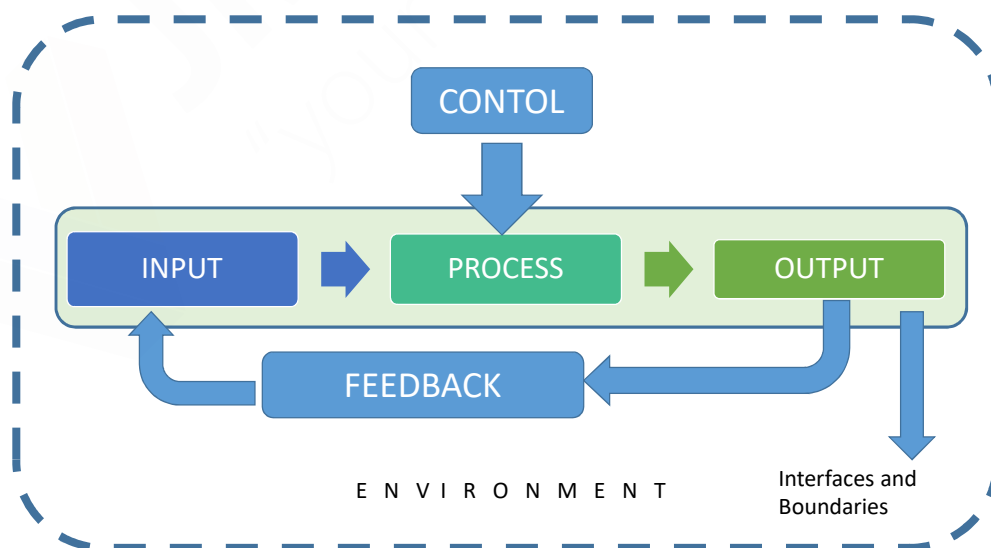 CONTOL
INPUT
PROCESS
OUTPUT
FEEDBACK
E N V I R O N M E N T
Interfaces and
Boundaries